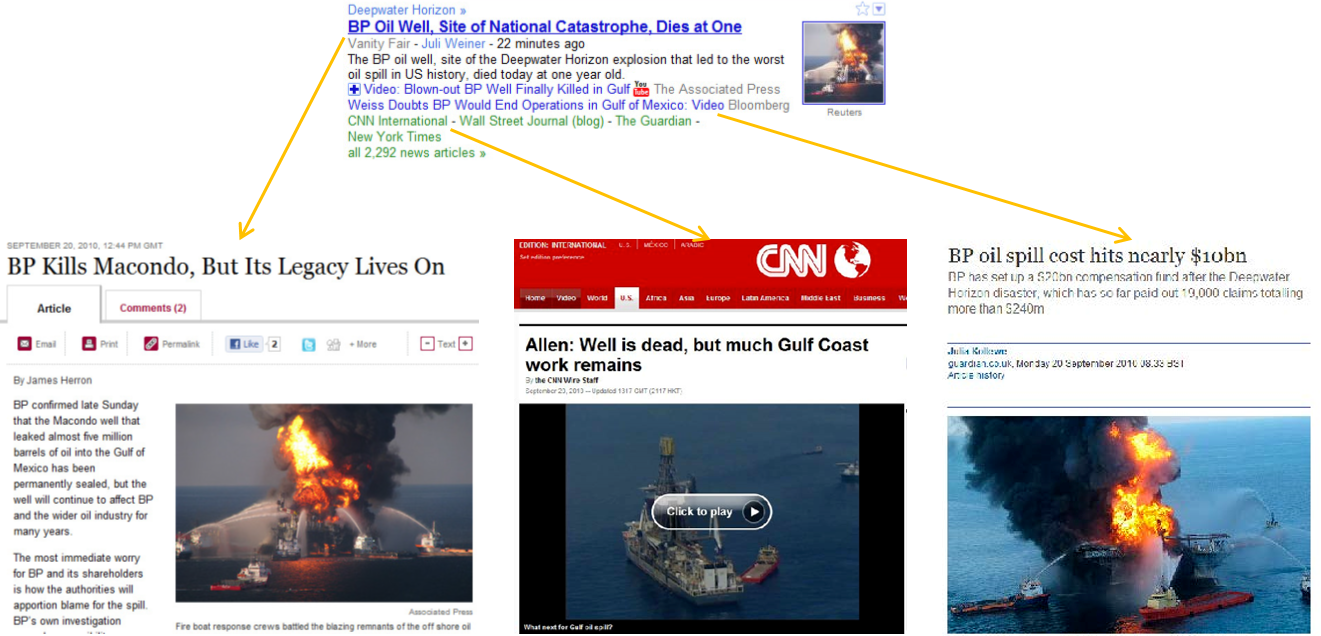 Deepwater Horizon »
BP Oil Well, Site of National Catastrophe, Dies at One
Vanity Fair - Juli Weiner - 22 minutes ago
The BP oil well, site of the Deepwater Horizon explosion that led to the worst
oil spill in US history, died today at one year old.
Video: Blown-out BP Well Finally Killed in Gulf You Tube The Associated Press
Weiss Doubts BP Would End Operations in Gulf of Mexico: Video Bloomberg
CNN International - Wall Street Journal (blog) - The Guardian -
New York Times
all 2,292 news articles »
Reuters
SEPTEMBER 20, 2010, 12:44 PM GMT
BP Kills Macondo, But Its Legacy Lives On
Article
Comments (2)
Email Print Permalink Like 2 + More Text
By James Herron
BP confirmed late Sunday
that the Macondo well that
leaked almost five million
barrels of oil into the Gulf of
Mexico has been
permanently sealed, but the
well will continue to affect BP
and the wider oil industry for
many years.
The most immediate worry
for BP and its shareholders
is how the authorities will
apportion blame for the spill.
BP's own investigation
Associated Press
Fire boat response crews battled the blazing remnants of the off shore oil
EDITION: INTERNATIONAL U.S. MÉXICO ARABIC
Set edition preference
CNN
Home Video World U.S. Africa Asia Europe Latin America Middle East Business
Allen: Well is dead, but much Gulf Coast
work remains
By the CNN Wire Staff
September 20, 2010 -- Updated 1317 GMT (2117 HKT)
Click to play
What next for Gulf oil spill?
BP oil spill cost hits nearly $10bn
BP has set up a $20bn compensation fund after the Deepwater
Horizon disaster, which has so far paid out 19,000 claims totalling
more than $240m
Julia Kollewe
guardian.co.uk, Monday 20 September 2010 08.33 BST
Article history